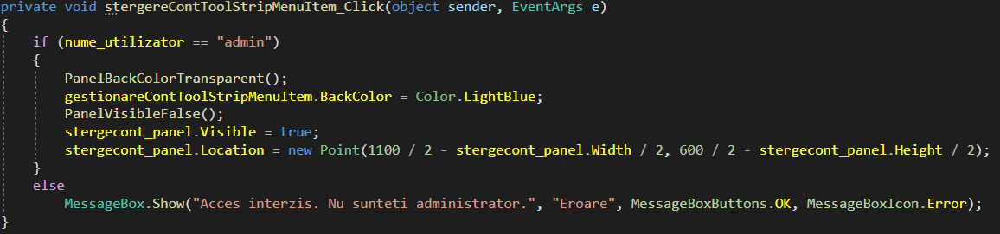 private void stergereContToolStripMenuItem_Click(object sender, EventArgs e)
{
    if (nume_utilizator == "admin")
    {
        PanelBackColorTransparent();
        gestionareContToolStripMenuItem.BackColor = Color.LightBlue;
        PanelVisibleFalse();
        stergecont_panel.Visible = true;
        stergecont_panel.Location = new Point(1100 / 2 - stergecont_panel.Width / 2, 600 / 2 - stergecont_panel.Height / 2);
    }
    else
        MessageBox.Show("Acces interzis. Nu sunteti administrator.", "Eroare", MessageBoxButtons.OK, MessageBoxIcon.Error);
}